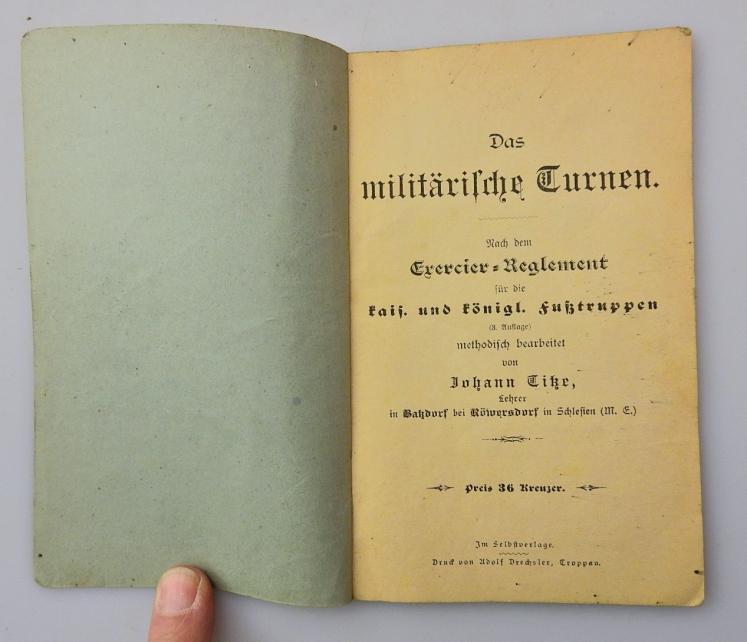 Das
militärische Turnen.
Nach dem
Exercier-Reglement
für die
kais. und königl. Fußtruppen
(3. Auflage)
methodisch bearbeitet
von
Johann Titze,
Lehrer
in Batzdorf bei Röwersdorf in Schlesien (M. E.)
Preis 36 Kreuzer.
Im Selbstverlage.
Druck von Adolf Drechsler, Troppau.